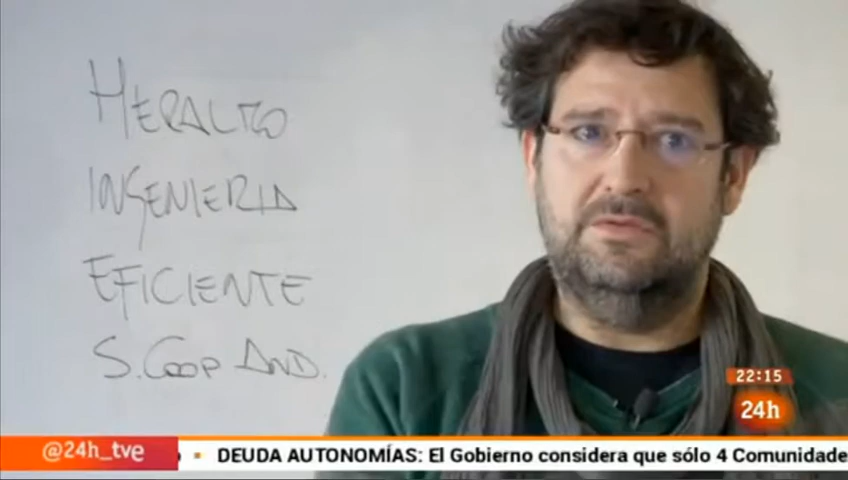 HERALTO
INGENIERIA
EFICIENTE
S. COOP AND.
22:15
24h
@24h_tve
DEUDA AUTONOMÍAS: El Gobierno considera que sólo 4 Comunidade